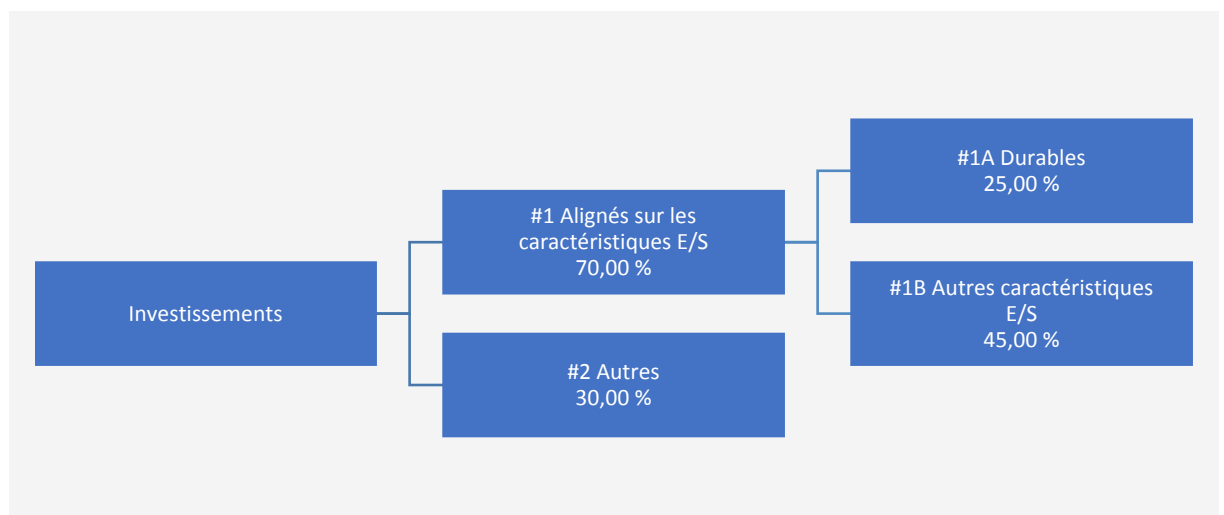 Investissements
#1 Alignés sur les
caractéristiques E/S
70,00 %
#2 Autres
30,00 %
#1A Durables
25,00 %
#1B Autres caractéristiques
E/S
45,00 %